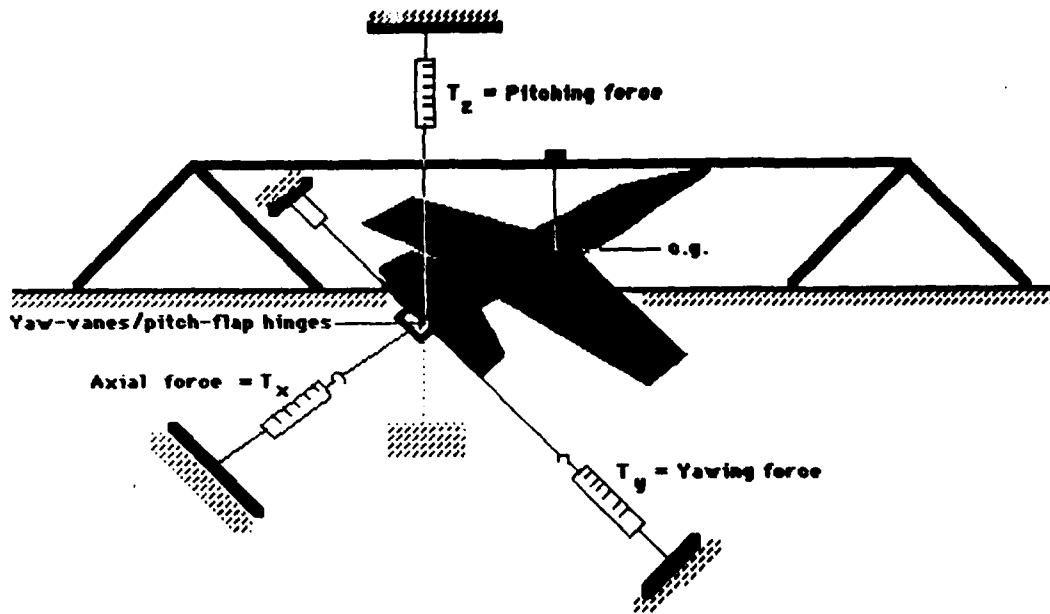 T_z = Pitching force
c.g.
Yaw-vanes/pitch-flap hinges
Axial force = T_x
T_y = Yawing force